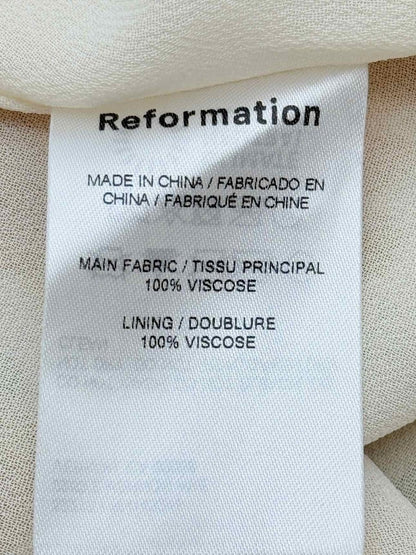 Reformation
MADE IN CHINA / FABRICADO EN
CHINA / FABRIQUÉ EN CHINE
MAIN FABRIC / TISSU PRINCIPAL
100% VISCOSE
LINING / DOUBLURE
100% VISCOSE